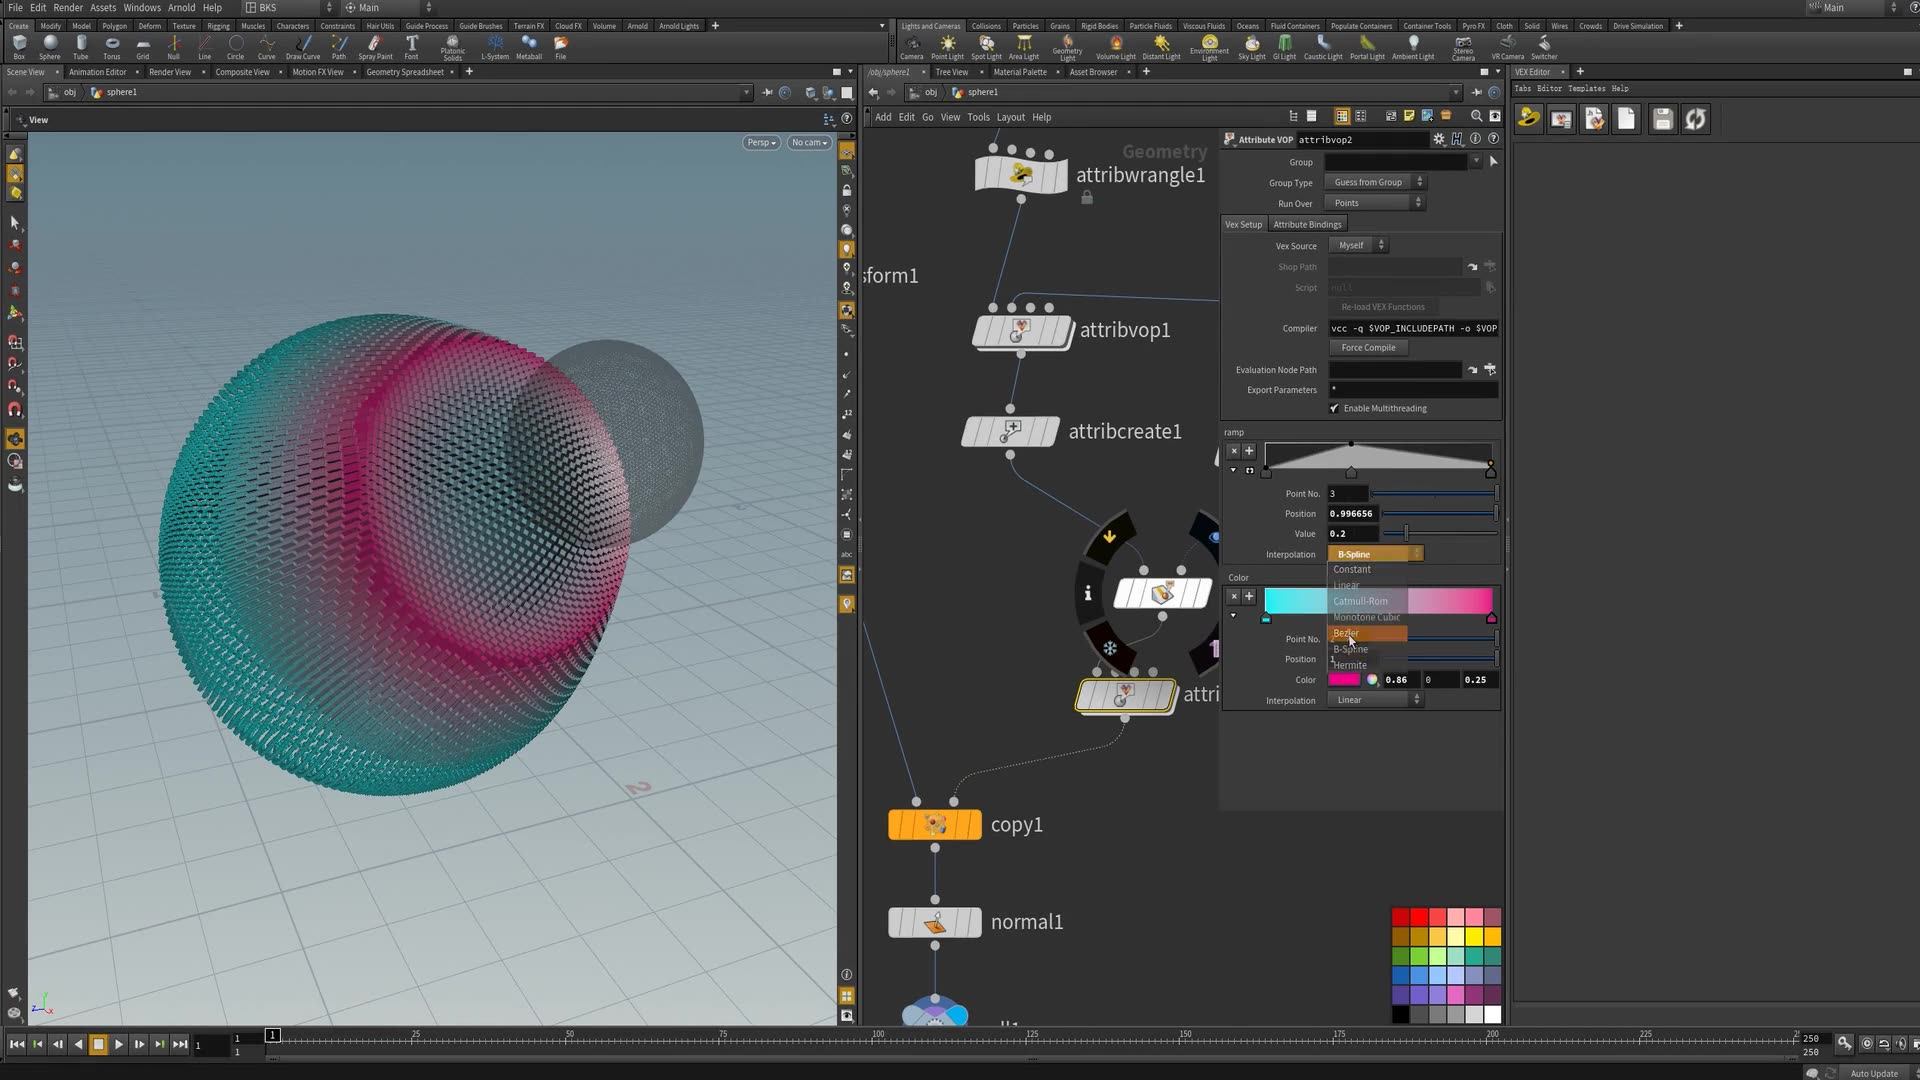 File Edit Render Assets Windows Arnold Help BKS Main Main
Create Modify Model Polygon Deform Texture Rigging Muscles Characters Constraints Hair Utils Guide Process Guide Brushes Terrain FX Cloud FX Volume Arnold Arnold Lights
Lights and Cameras Collisions Particles Grains Rigid Bodies Particle Fluids Viscous Fluids Oceans Fluid Containers Populate Containers Container Tools Pyro FX Cloth Solid Wires Crowds Drive Simulation
Box Sphere Tube Torus Grid Null Line Circle Curve Draw Curve Path Spray Paint Font Platonic Solids L-System Metaball File
Camera Point Light Spot Light Area Light Geometry Light Volume Light Distant Light Environment Light Sky Light GI Light Caustic Light Portal Light Ambient Light Stereo Camera VR Camera Switcher
Scene View Animation Editor Render View Composite View Motion FX View Geometry Spreadsheet
/obj/sphere1 Tree View Material Palette Asset Browser
VEX Editor
obj sphere1
obj sphere1
Tabs Editor Templates Help
View
Add Edit Go View Tools Layout Help
Persp No cam
Geometry
attribwrangle1
sform1
attribvop1
attribcreate1
attri
copy1
normal1
Attribute VOP attribvop2
Group
Group Type Guess from Group
Run Over Points
Vex Setup Attribute Bindings
Vex Source Myself
Shop Path
Script null
Re-load VEX Functions
Compiler vcc -q $VOP_INCLUDEPATH -o $VOP
Force Compile
Evaluation Node Path
Export Parameters *
Enable Multithreading
ramp
Point No. 3
Position 0.996656
Value 0.2
Interpolation B-Spline
Constant
Linear
Catmull-Rom
Monotone Cubic
Bezier
B-Spline
Hermite
Color
Point No.
Position 1
Color 0.86 0 0.25
Interpolation Linear
12
abc
2
z y x
1 1 1 1 25 50 75 100 125 150 175 200 225 250
250
Auto Update